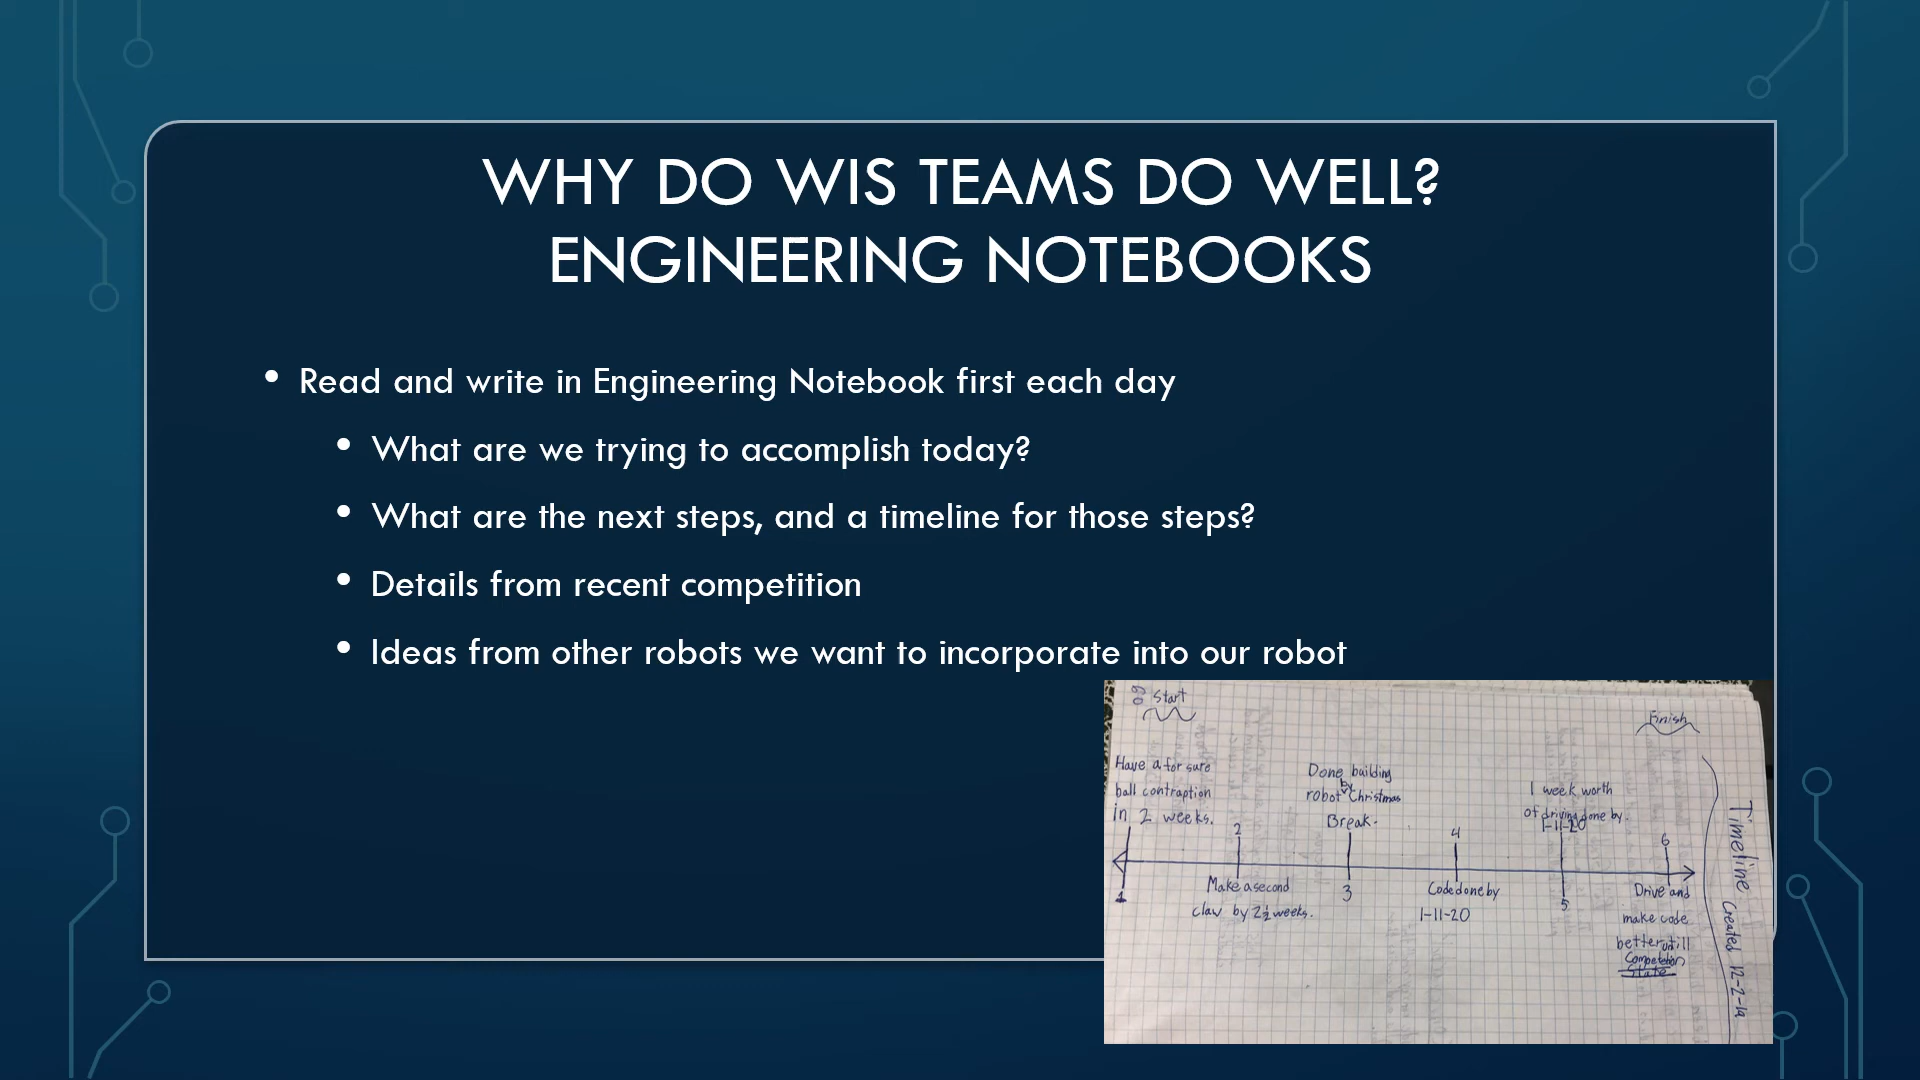 WHY DO WIS TEAMS DO WELL?
ENGINEERING NOTEBOOKS
• Read and write in Engineering Notebook first each day
• What are we trying to accomplish today?
• What are the next steps, and a timeline for those steps?
• Details from recent competition
• Ideas from other robots we want to incorporate into our robot
Start
Finish
Have a for sure
ball contraption
in 2 weeks.
1
2
Make a second
claw by 2½ weeks.
Done building
by
robot ^ Christmas
Break.
3
4
Code done by
1-11-20
1 week worth
of driving done by.
1-11-20
5
6
Drive and
make code
better untill
Competetion
State
Timeline
Created 12-2-19